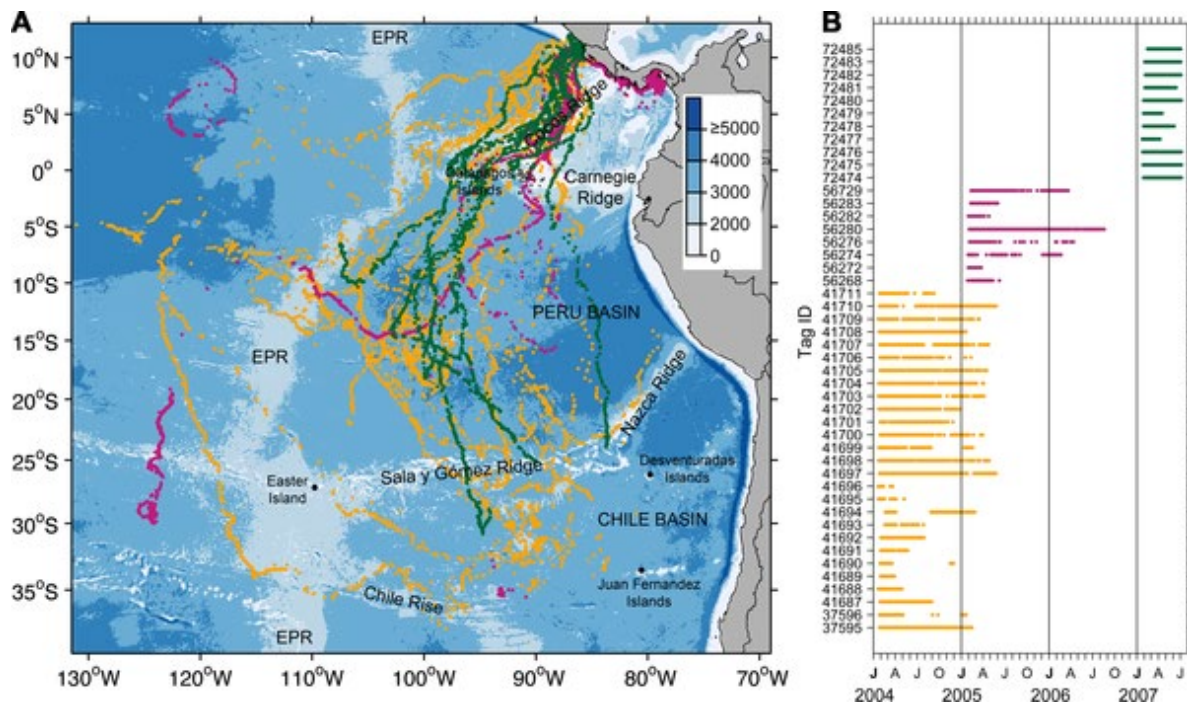 A
10°N
5°N
0°
5°S
10°S
15°S
20°S
25°S
30°S
35°S
130°W
120°W
110°W
100°W
90°W
80°W
70°W
EPR
Cocos Ridge
Galapagos
Islands
Carnegie
Ridge
≥5000
4000
3000
2000
0
PERU BASIN
EPR
Nazca Ridge
Sala y Gómez Ridge
Easter
Island
Desventuradas
Islands
CHILE BASIN
Juan Fernandez
Islands
Chile Rise
EPR
B
Tag ID
72485
72483
72482
72481
72480
72479
72478
72477
72476
72475
72474
56729
56283
56282
56280
56276
56274
56272
56268
41711
41710
41709
41708
41707
41706
41705
41704
41703
41702
41701
41700
41699
41698
41697
41696
41695
41694
41693
41692
41691
41690
41689
41688
41687
37596
37595
J A J O J A J O J A J O J A J
2004 2005 2006 2007